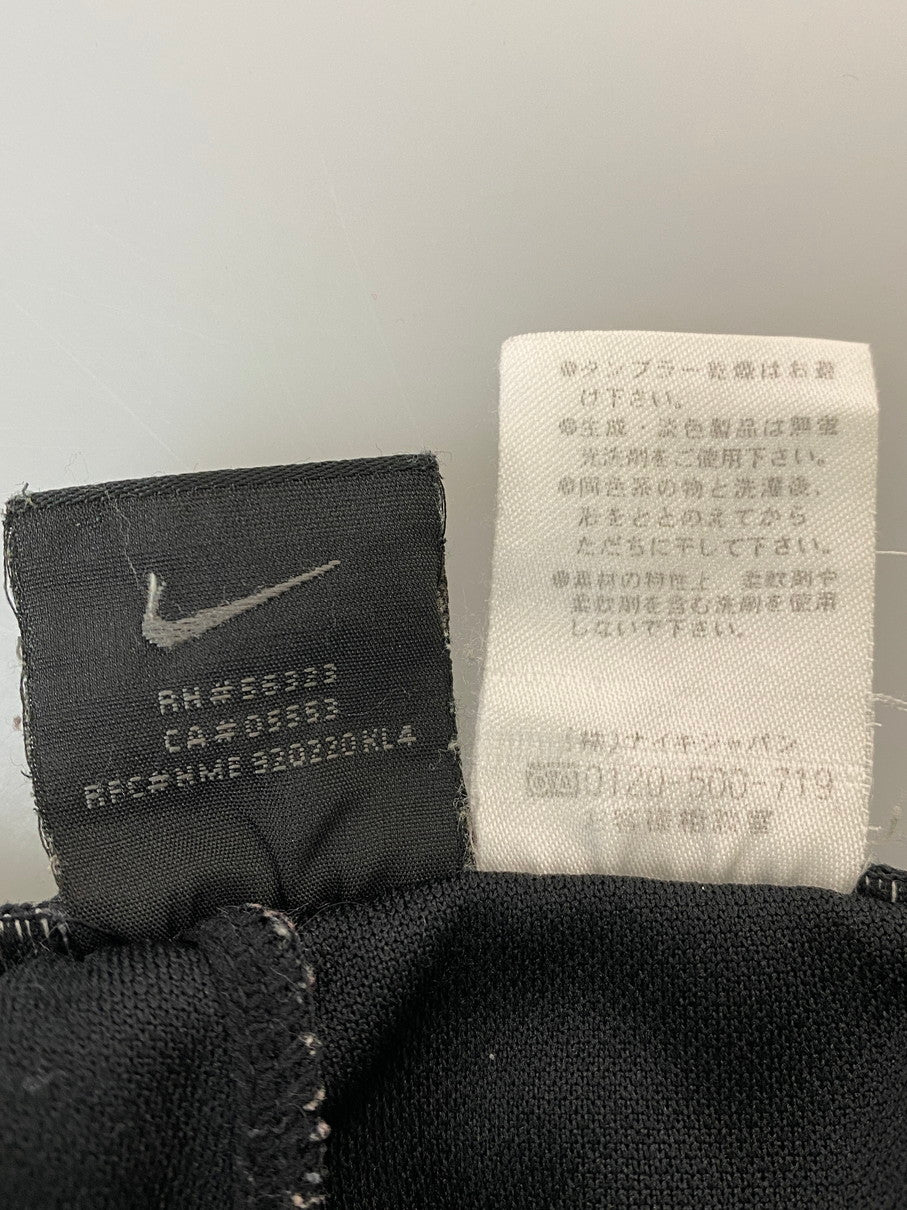 RN#56323
CA#05553
RFC#NME 320220 KL4
タンブラー乾燥はお避
け下さい。
生成・淡色製品は無蛍
光洗剤をご使用下さい。
同色系の物と洗濯後、
形をととのえてから
ただちに干して下さい。
素材の特性上 柔軟剤や
柔軟剤を含む洗剤を使用
しないで下さい。
(株)ナイキジャパン
0120-500-719
お客様相談室